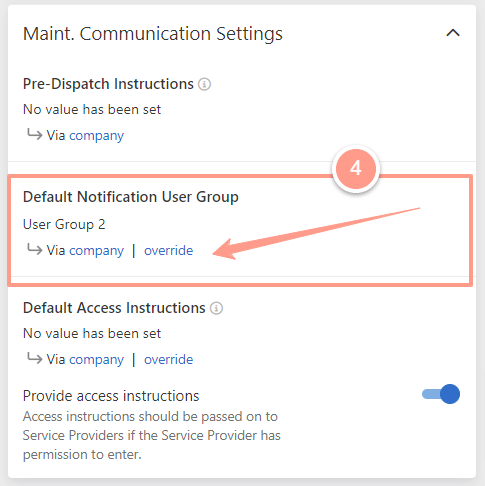 Maint. Communication Settings
Pre-Dispatch Instructions
No value has been set
Via company
4
Default Notification User Group
User Group 2
Via company | override
Default Access Instructions
No value has been set
Via company | override
Provide access instructions
Access instructions should be passed on to
Service Providers if the Service Provider has
permission to enter.